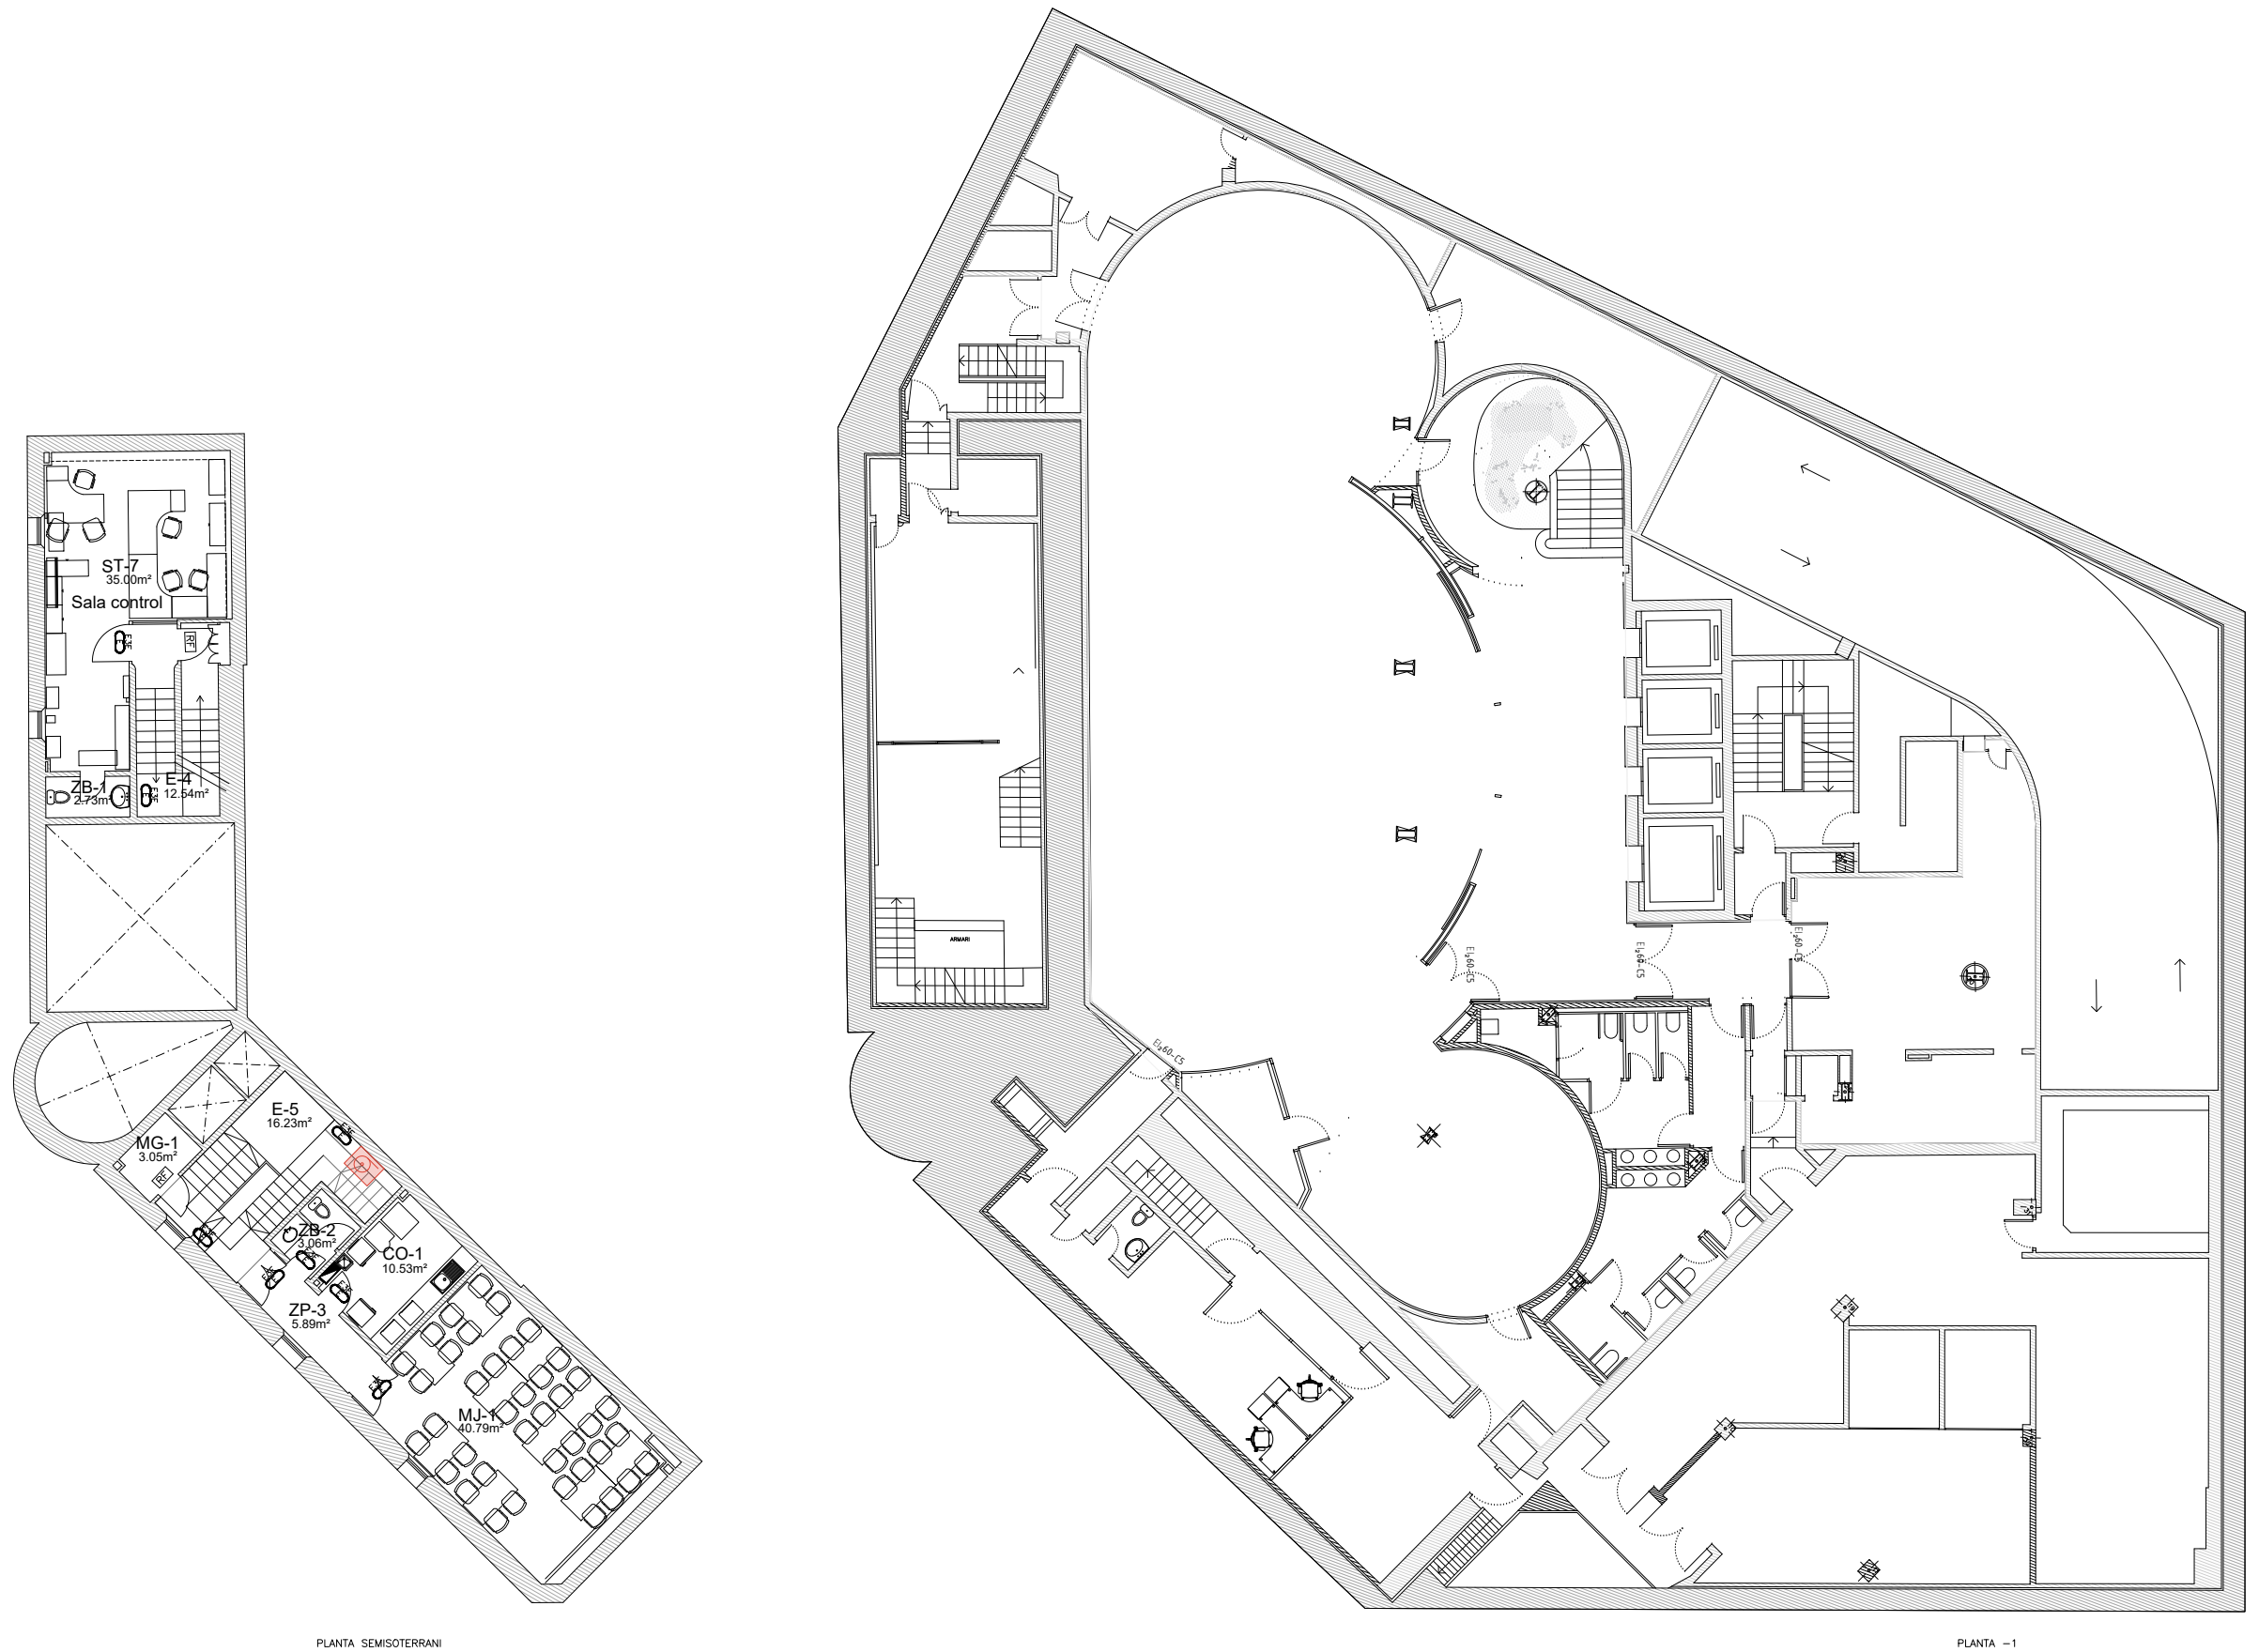 ST-7
35.00m²
Sala control
RF
ZB-1
2.73m²
E-4
12.54m²
E-5
16.23m²
MG-1
3.05m²
RF
ZB-2
3.06m²
CO-1
10.53m²
ZP-3
5.89m²
MJ-1
40.79m²
PLANTA SEMISOTERRANI
ARMARI
EI₂60-C5
EI₂60-C5
EI₂60-C5
EI₂60-C5
PLANTA -1